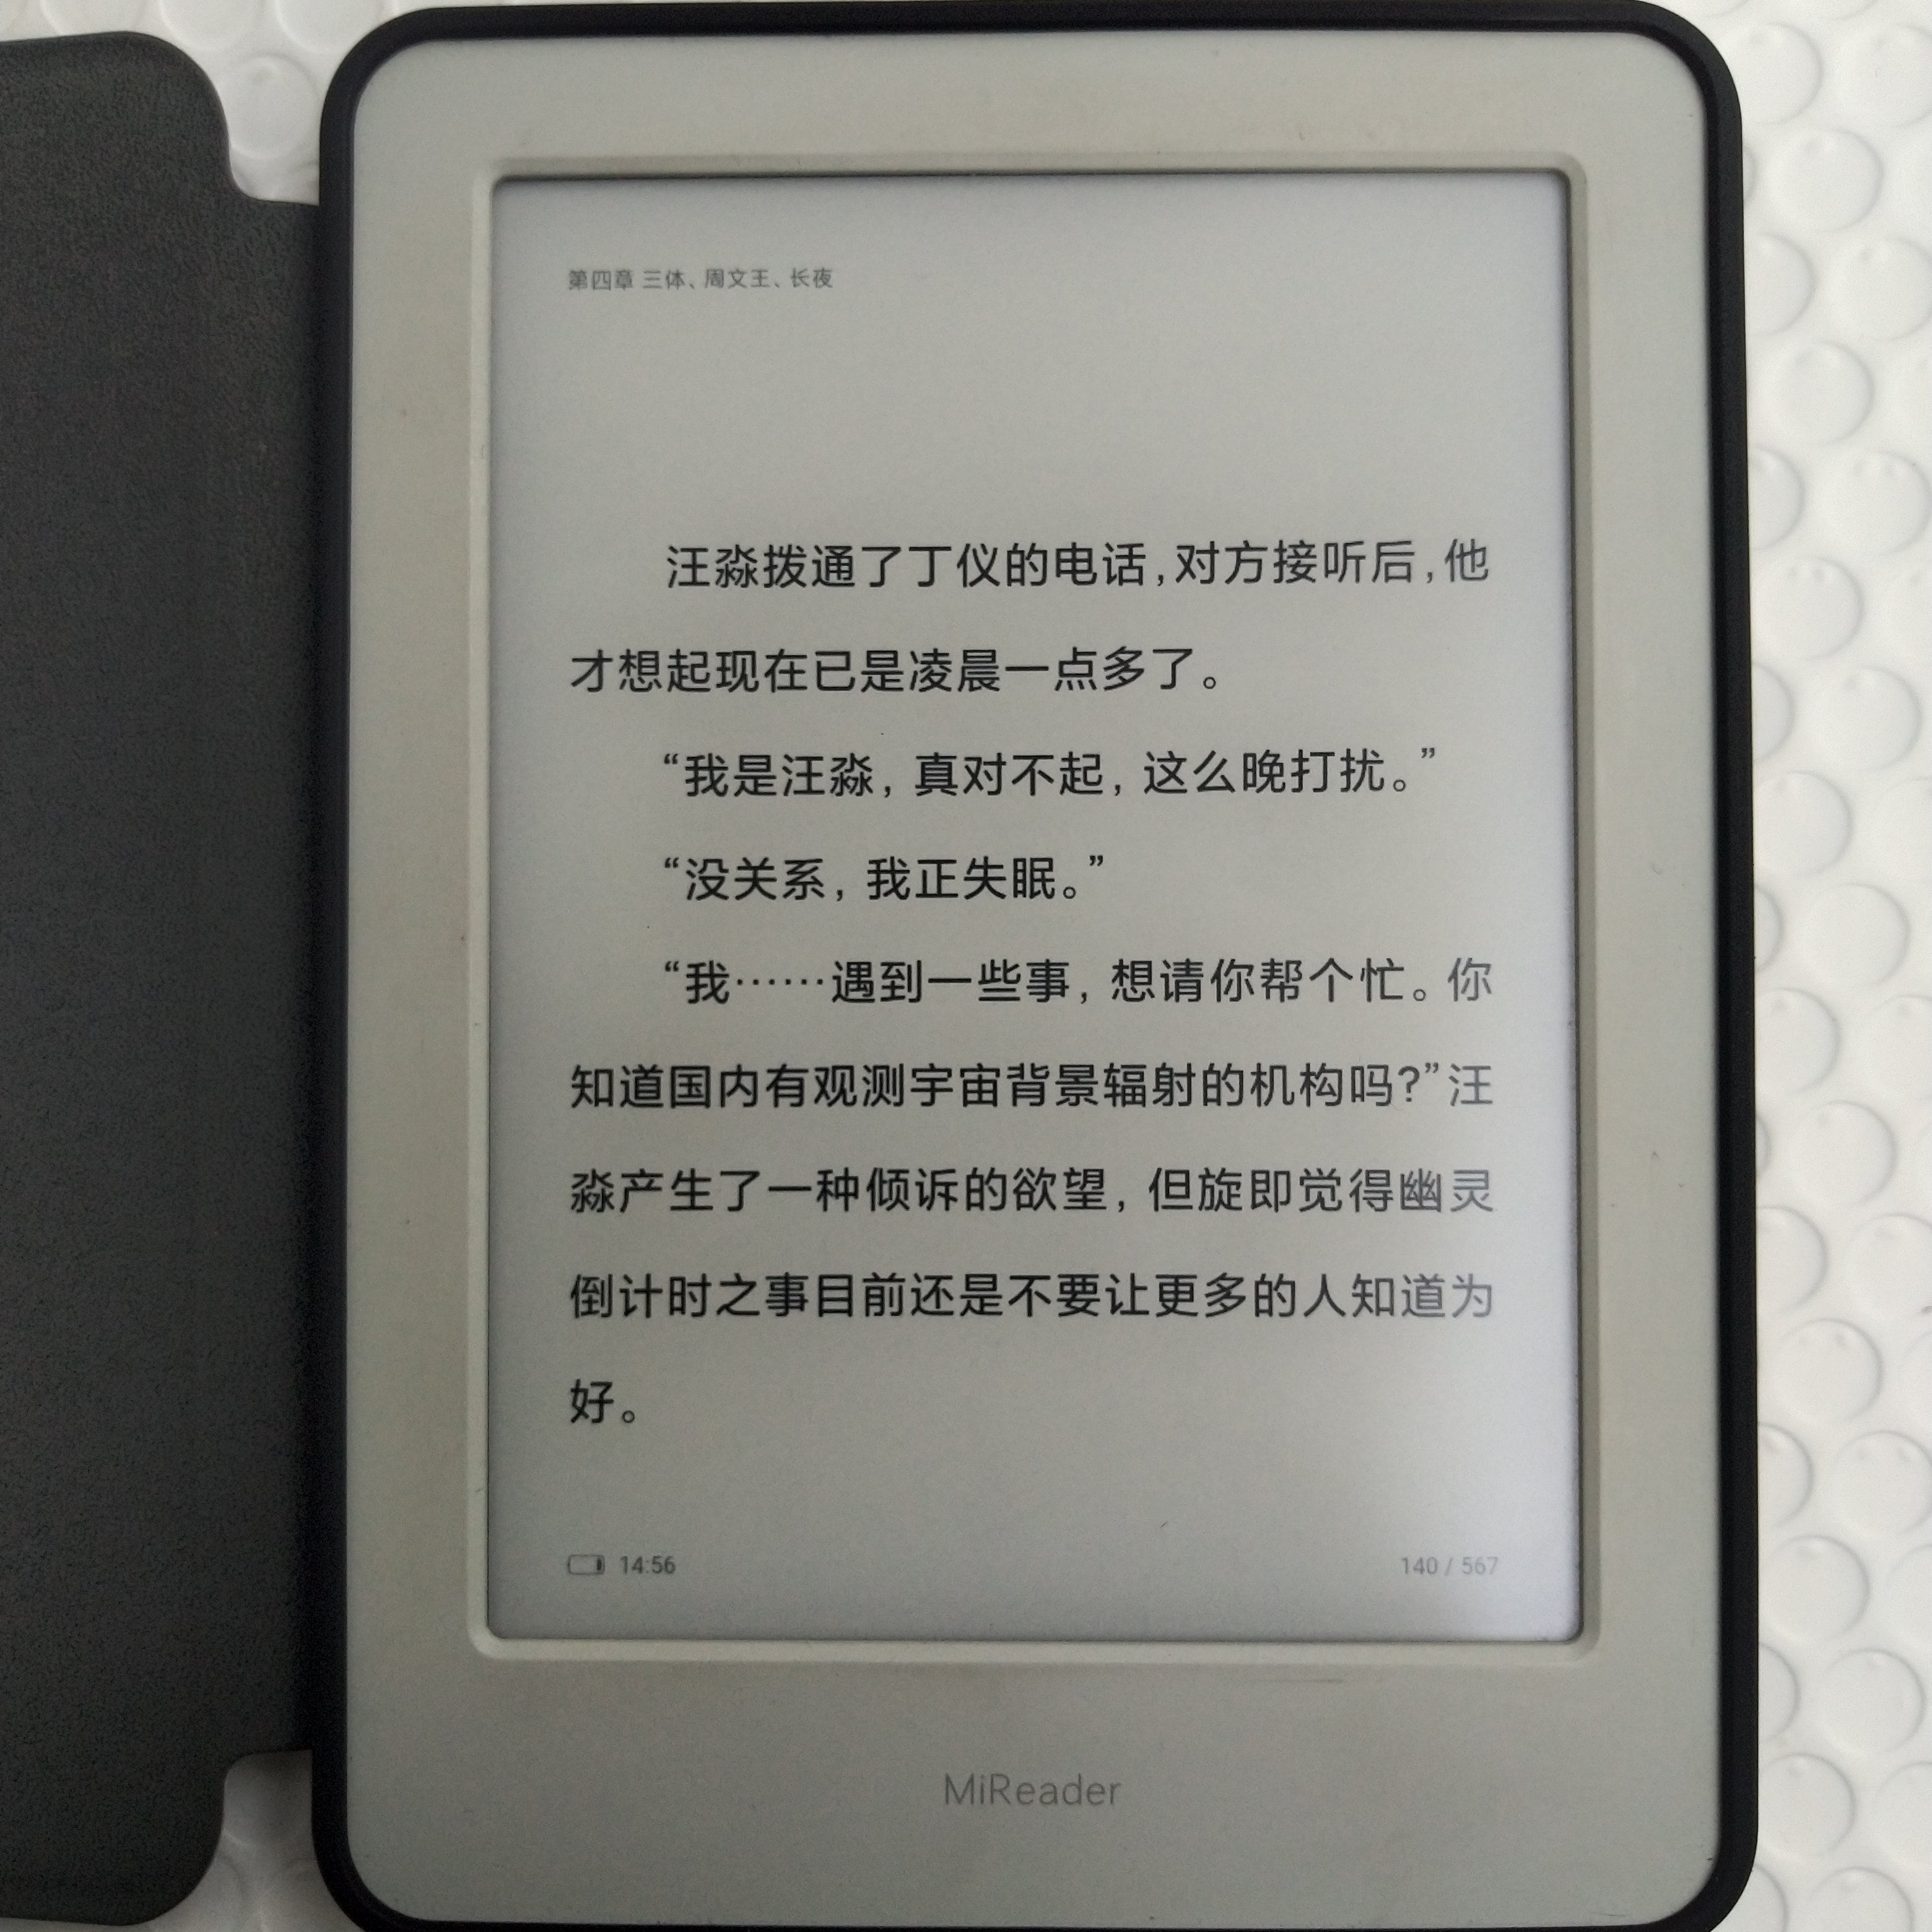 第四章 三体、周文王、长夜
汪淼拨通了丁仪的电话,对方接听后,他
才想起现在已是凌晨一点多了。
“我是汪淼, 真对不起, 这么晚打扰。”
“没关系, 我正失眠。”
“我……遇到一些事, 想请你帮个忙。你
知道国内有观测宇宙背景辐射的机构吗?”汪
淼产生了一种倾诉的欲望, 但旋即觉得幽灵
倒计时之事目前还是不要让更多的人知道为
好。
14:56 140 / 567
MiReader